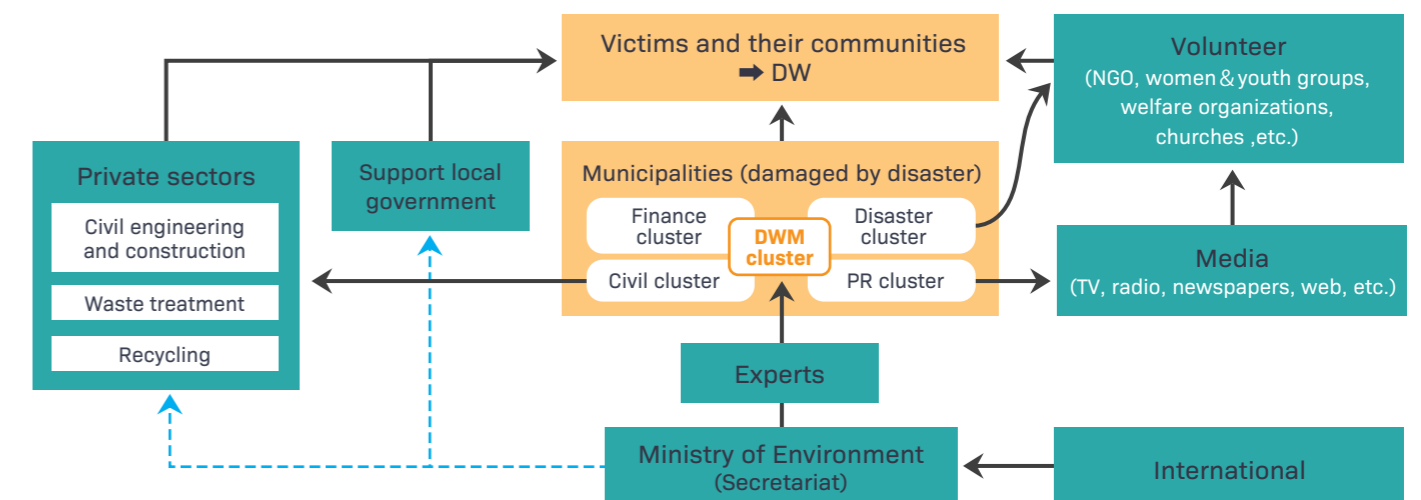 Victims and their communities
➡ DW
Volunteer
(NGO, women & youth groups,
welfare organizations,
churches ,etc.)
Private sectors
Civil engineering
and construction
Waste treatment
Recycling
Support local
government
Municipalities (damaged by disaster)
Finance
cluster
Disaster
cluster
DWM
cluster
Civil cluster
PR cluster
Media
(TV, radio, newspapers, web, etc.)
Experts
Ministry of Environment
(Secretariat)
International